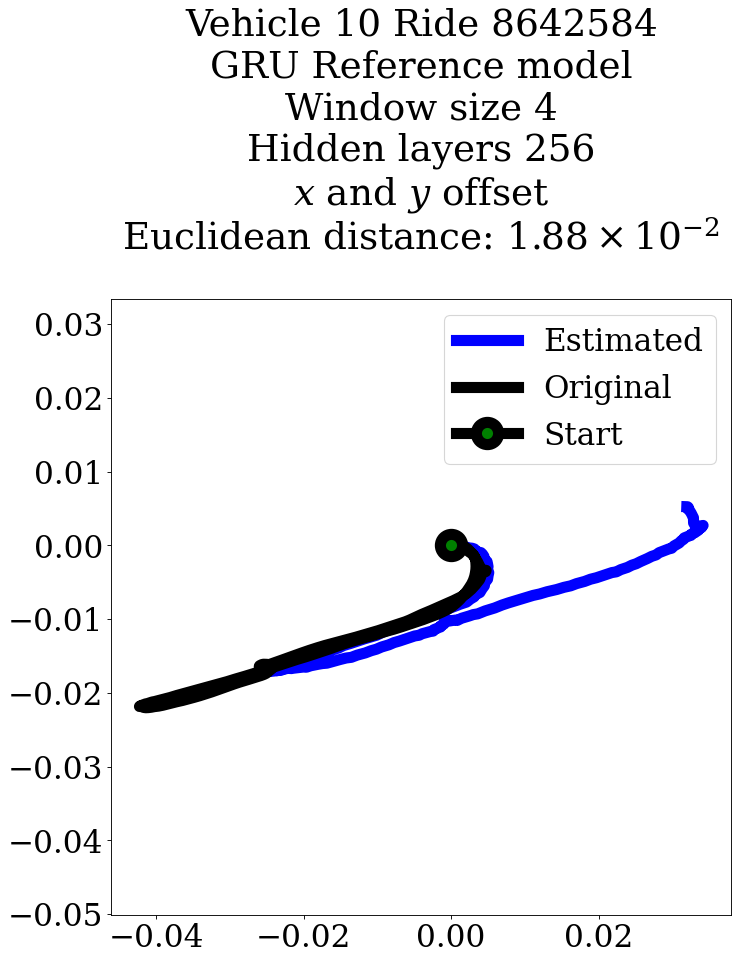 Vehicle 10 Ride 8642584
GRU Reference model
Window size 4
Hidden layers 256
x and y offset
Euclidean distance: 1.88 × 10⁻²
Estimated
Original
Start
0.03
0.02
0.01
0.00
−0.01
−0.02
−0.03
−0.04
−0.05
−0.04 −0.02 0.00 0.02